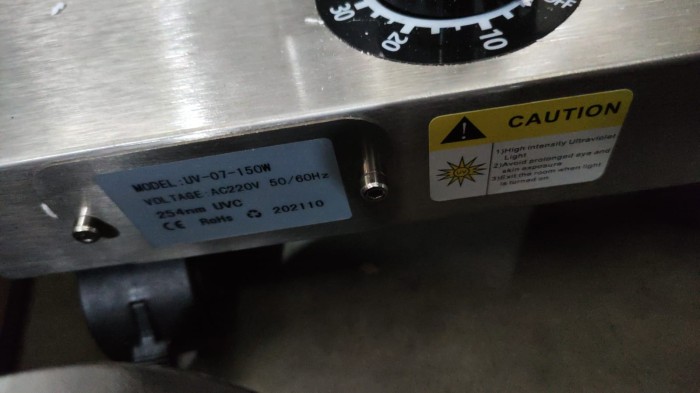 30
20
10
OFF
MODEL:UV-07-150W
VOLTAGE AC220V 50/60Hz
254nm UVC
CE RoHs 202110
CAUTION
1)High Intensity Ultraviolet
Light
2)Avoid prolonged eye and
skin exposure
3)Exit the room when light
is turned on